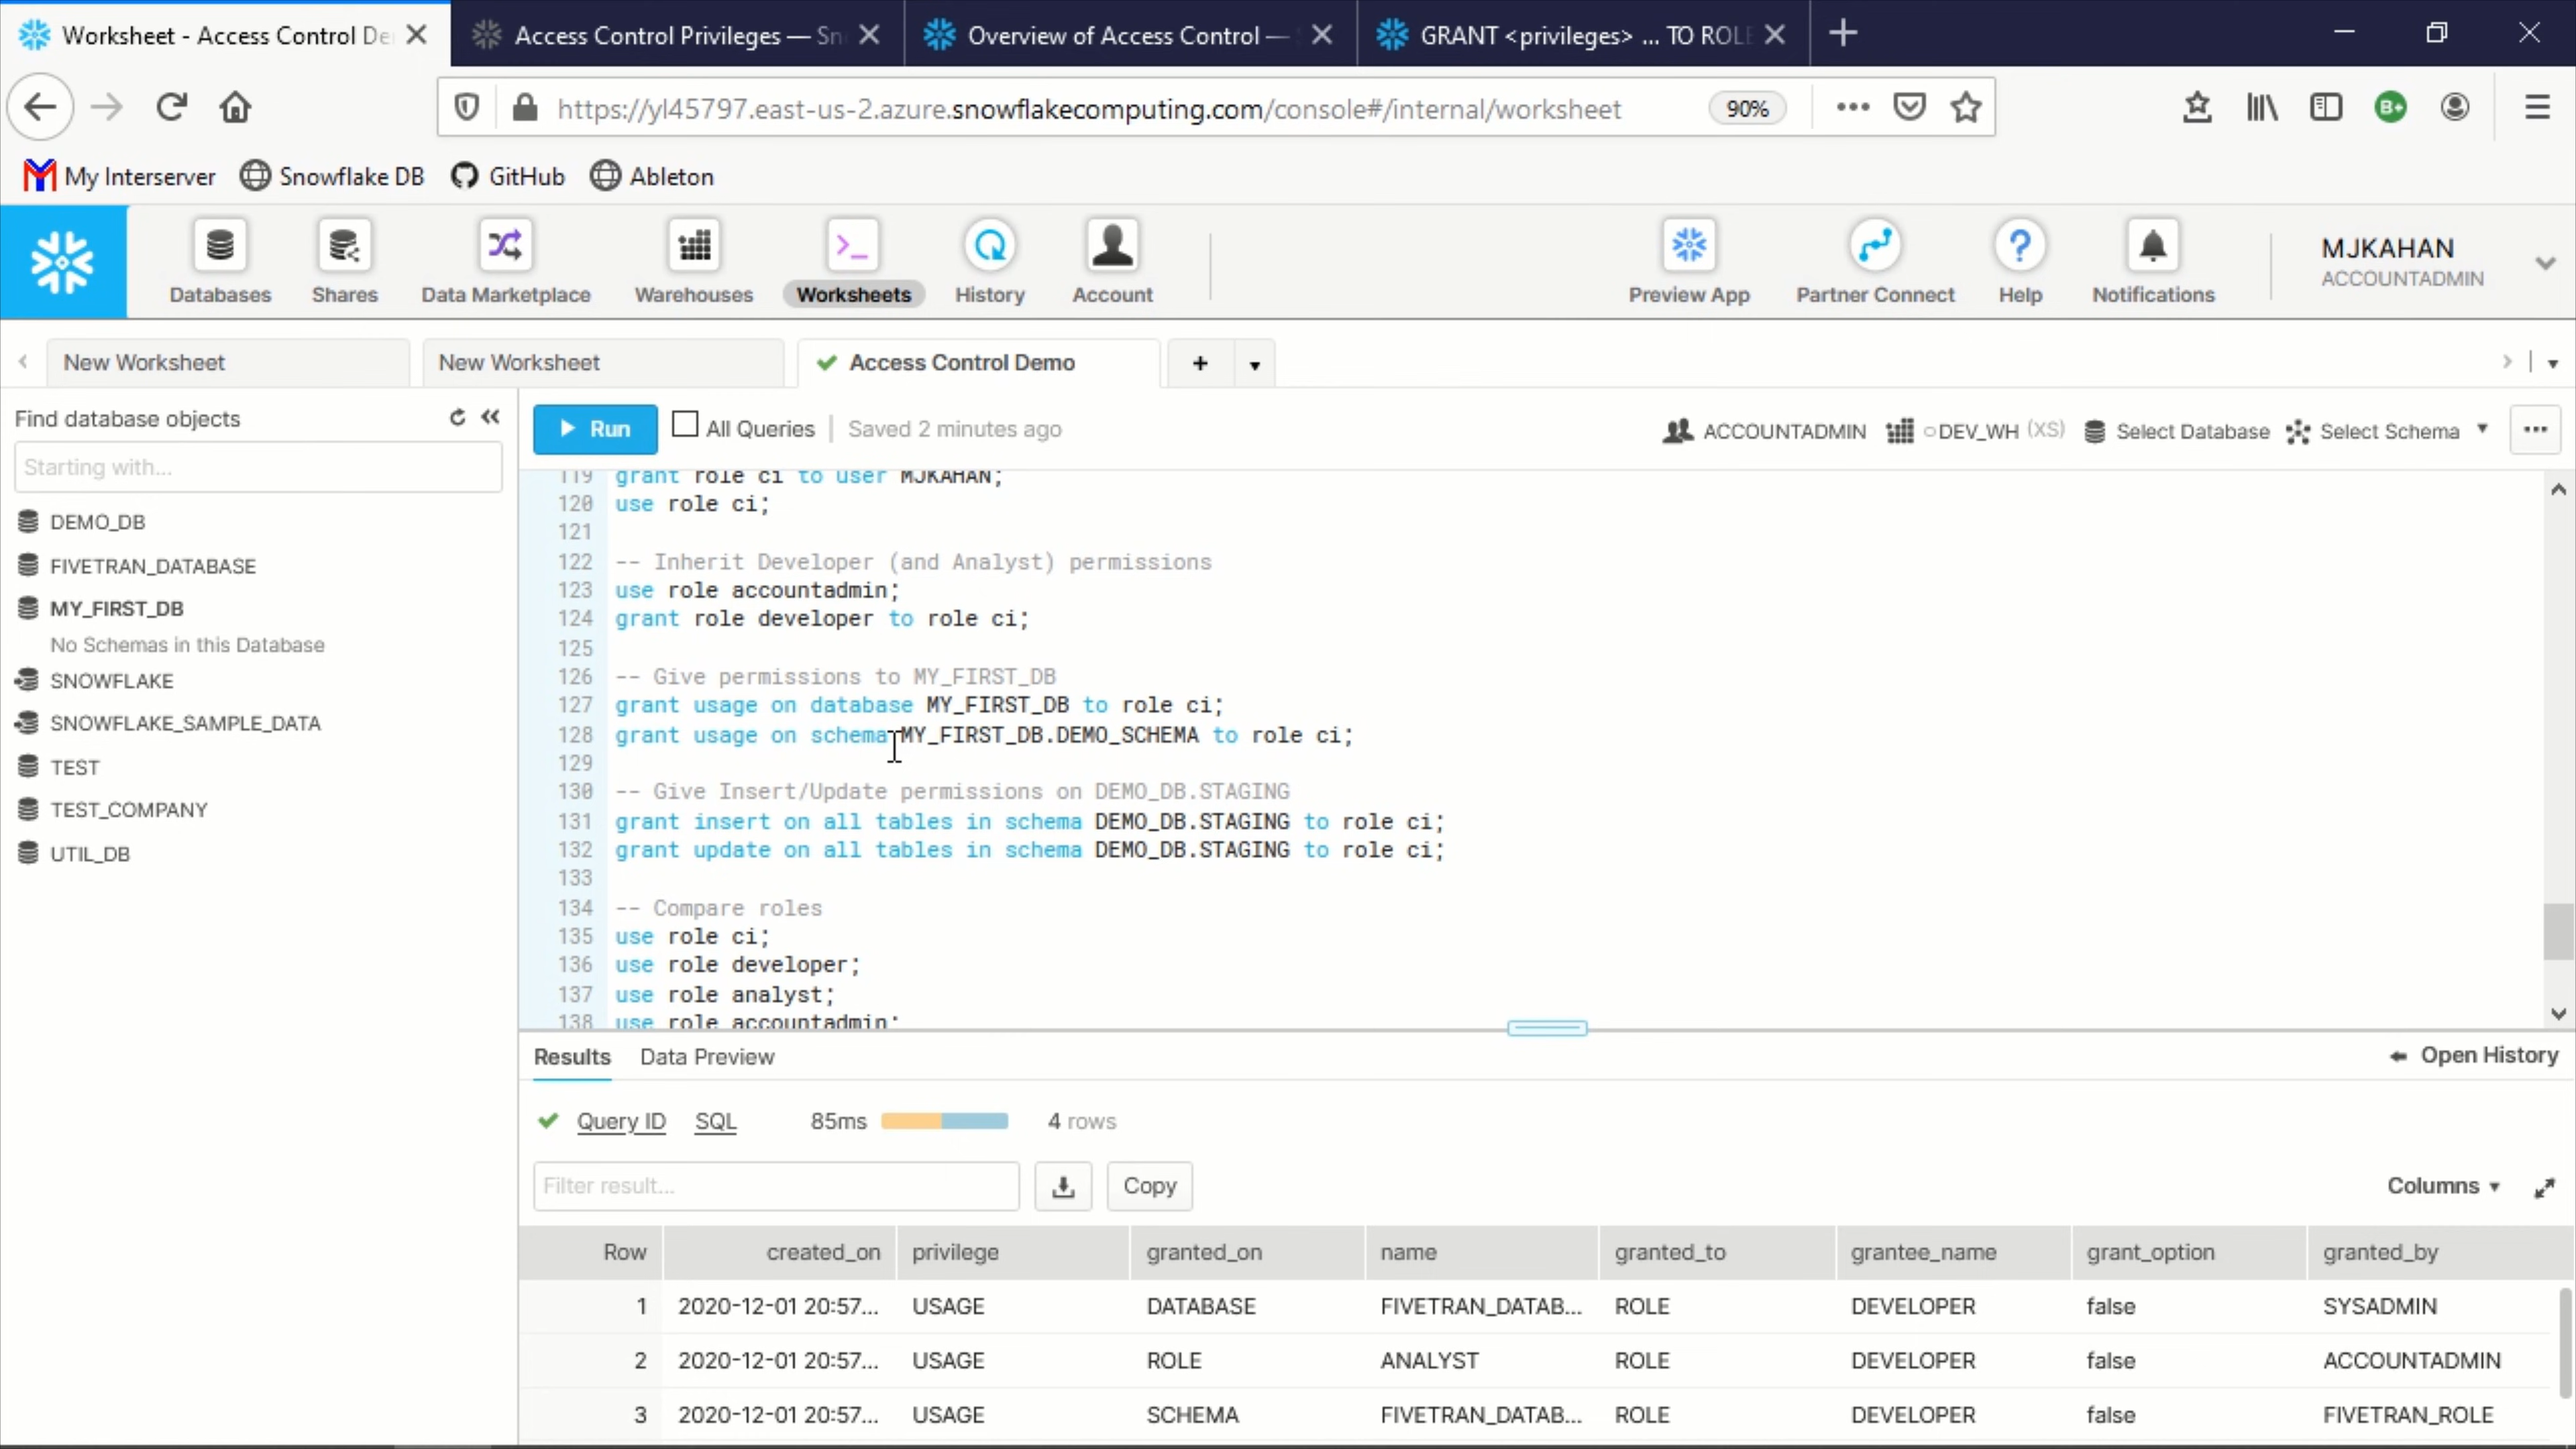 Worksheet - Access Control De
Access Control Privileges — Sn
Overview of Access Control —
GRANT <privileges> … TO ROLE
https://yl45797.east-us-2.azure.snowflakecomputing.com/console#/internal/worksheet
90%
B+
My Interserver
Snowflake DB
GitHub
Ableton
Databases
Shares
Data Marketplace
Warehouses
Worksheets
History
Account
Preview App
Partner Connect
Help
Notifications
MJKAHAN
ACCOUNTADMIN
New Worksheet
New Worksheet
Access Control Demo
Find database objects
Starting with...
DEMO_DB
FIVETRAN_DATABASE
MY_FIRST_DB
No Schemas in this Database
SNOWFLAKE
SNOWFLAKE_SAMPLE_DATA
TEST
TEST_COMPANY
UTIL_DB
Run
All Queries
Saved 2 minutes ago
ACCOUNTADMIN
DEV_WH (XS)
Select Database
Select Schema
119 grant role ci to user MJKAHAN;
120 use role ci;
121
122 -- Inherit Developer (and Analyst) permissions
123 use role accountadmin;
124 grant role developer to role ci;
125
126 -- Give permissions to MY_FIRST_DB
127 grant usage on database MY_FIRST_DB to role ci;
128 grant usage on schema MY_FIRST_DB.DEMO_SCHEMA to role ci;
129
130 -- Give Insert/Update permissions on DEMO_DB.STAGING
131 grant insert on all tables in schema DEMO_DB.STAGING to role ci;
132 grant update on all tables in schema DEMO_DB.STAGING to role ci;
133
134 -- Compare roles
135 use role ci;
136 use role developer;
137 use role analyst;
138 use role accountadmin;
Results
Data Preview
Open History
Query ID
SQL
85ms
4 rows
Filter result...
Copy
Columns
Row created_on privilege granted_on name granted_to grantee_name grant_option granted_by
1 2020-12-01 20:57... USAGE DATABASE FIVETRAN_DATAB... ROLE DEVELOPER false SYSADMIN
2 2020-12-01 20:57... USAGE ROLE ANALYST ROLE DEVELOPER false ACCOUNTADMIN
3 2020-12-01 20:57... USAGE SCHEMA FIVETRAN_DATAB... ROLE DEVELOPER false FIVETRAN_ROLE